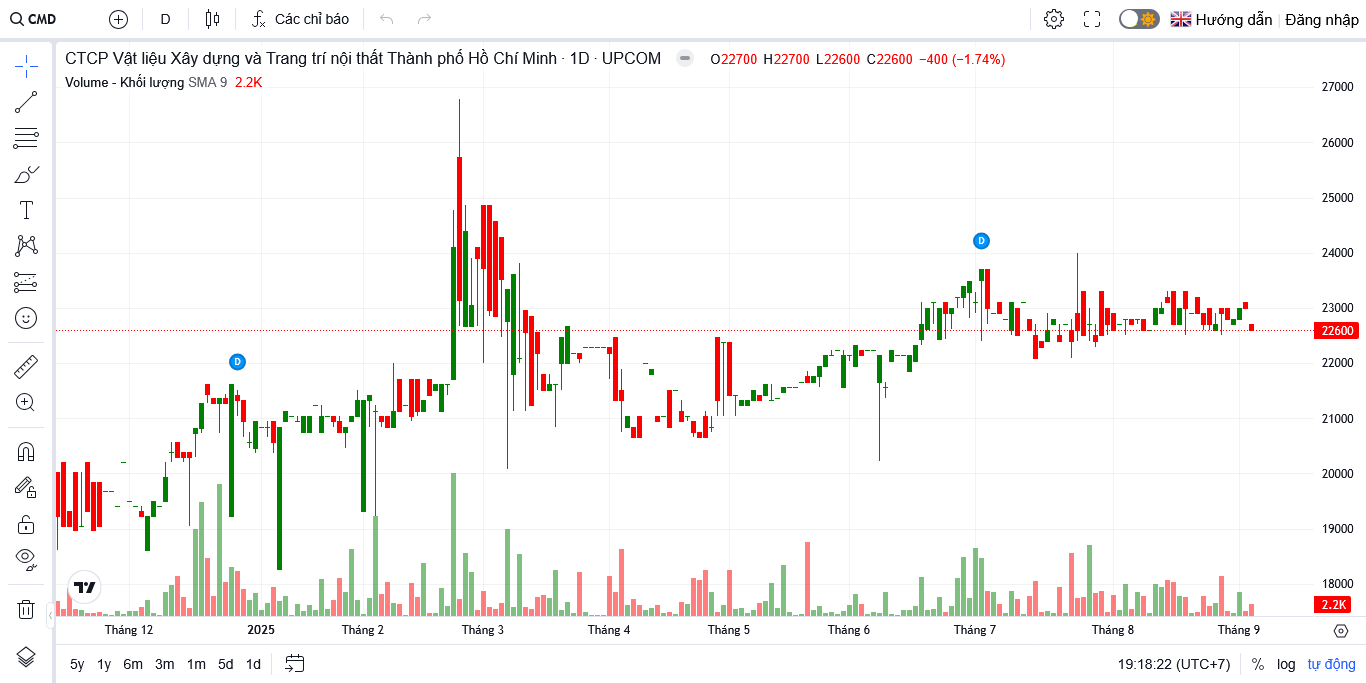 CMD D Các chỉ báo Hướng dẫn Đăng nhập
CTCP Vật liệu Xây dựng và Trang trí nội thất Thành phố Hồ Chí Minh · 1D · UPCOM O22700 H22700 L22600 C22600 −400 (−1.74%)
Volume - Khối lượng SMA 9 2.2K
27000
26000
25000
24000
23000
22600
22000
21000
20000
19000
18000
2.2K
D
D
Tháng 12 2025 Tháng 2 Tháng 3 Tháng 4 Tháng 5 Tháng 6 Tháng 7 Tháng 8 Tháng 9
5y 1y 6m 3m 1m 5d 1d 19:18:22 (UTC+7) % log tự động